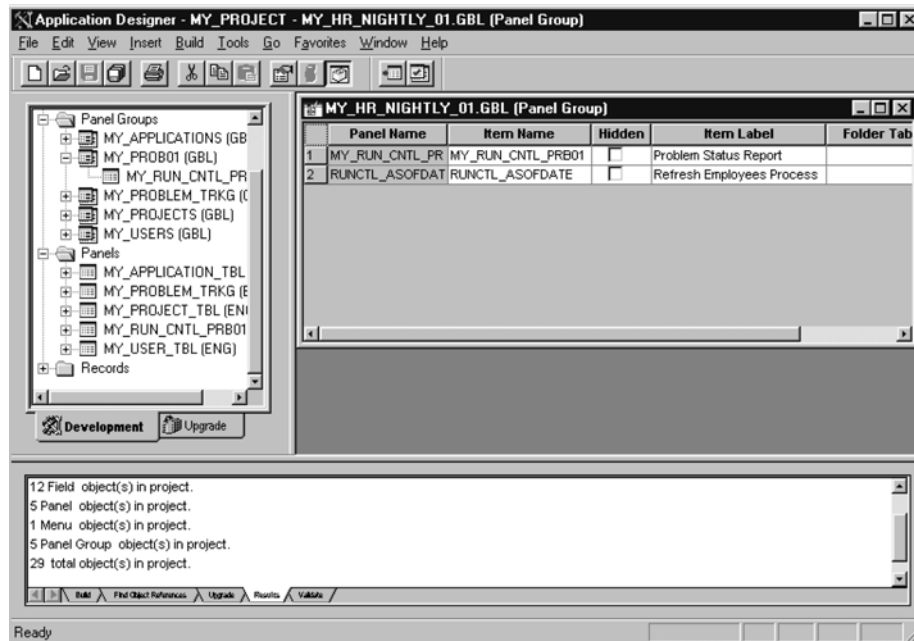 Application Designer - MY_PROJECT - MY_HR_NIGHTLY_01.GBL (Panel Group)
File Edit View Insert Build Tools Go Favorites Window Help
Panel Groups
MY_APPLICATIONS (GB
MY_PROB01 (GBL)
MY_RUN_CNTL_PR
MY_PROBLEM_TRKG (G
MY_PROJECTS (GBL)
MY_USERS (GBL)
Panels
MY_APPLICATION_TBL
MY_PROBLEM_TRKG (E
MY_PROJECT_TBL (EN
MY_RUN_CNTL_PRB01
MY_USER_TBL (ENG)
Records
Development Upgrade
MY_HR_NIGHTLY_01.GBL (Panel Group)
Panel Name Item Name Hidden Item Label Folder Tab
1 MY_RUN_CNTL_PR MY_RUN_CNTL_PRB01 Problem Status Report
2 RUNCTL_ASOFDAT RUNCTL_ASOFDATE Refresh Employees Process
12 Field object(s) in project.
5 Panel object(s) in project.
1 Menu object(s) in project.
5 Panel Group object(s) in project.
29 total object(s) in project.
Build Find Object References Upgrade Results Validate
Ready